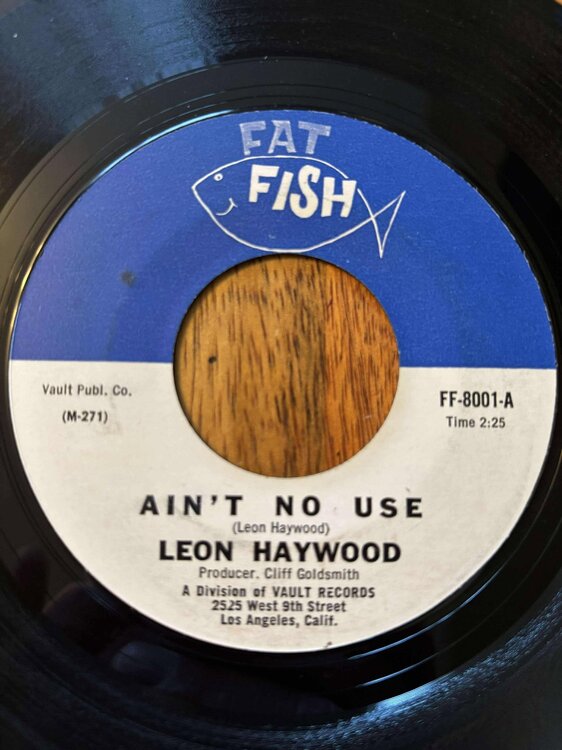 FAT
FISH
Vault Publ. Co.
(M-271)
FF-8001-A
Time 2:25
AIN'T NO USE
(Leon Haywood)
LEON HAYWOOD
Producer. Cliff Goldsmith
A Division of VAULT RECORDS
2525 West 9th Street
Los Angeles, Calif.